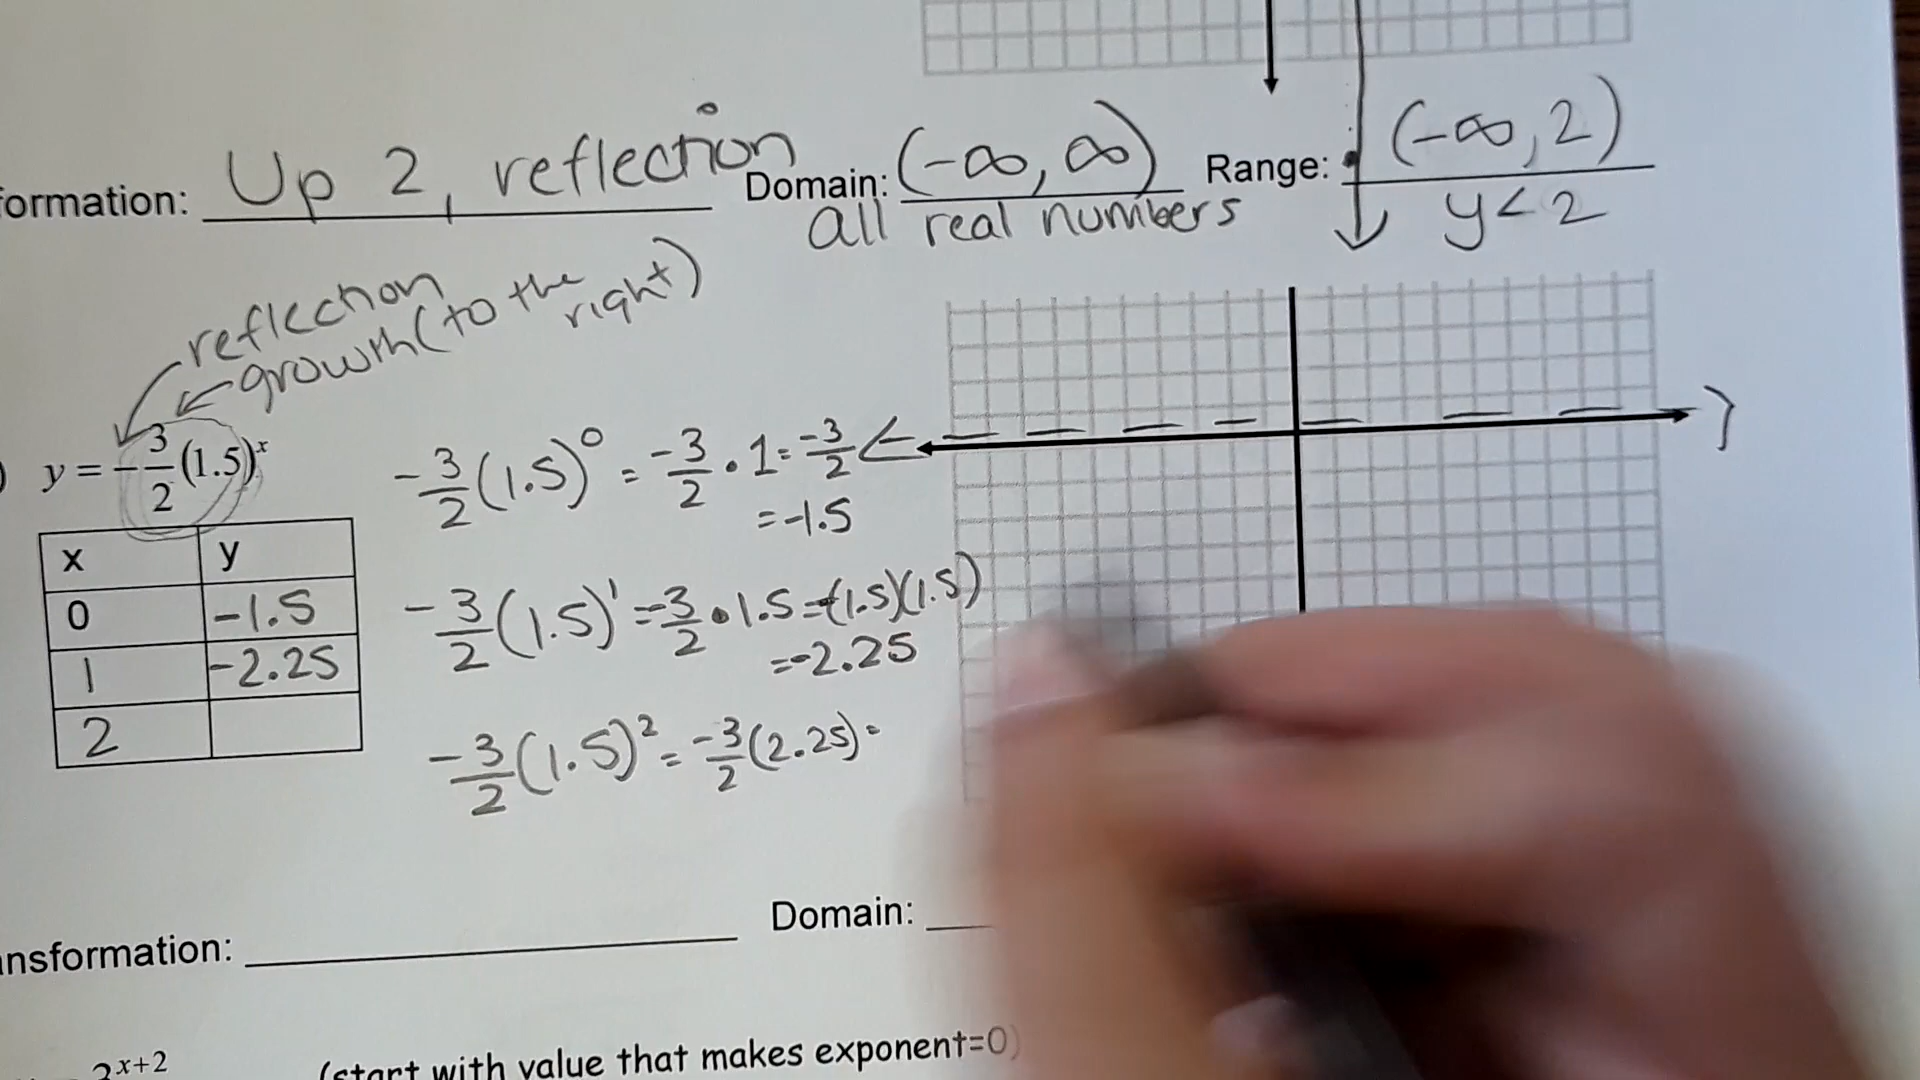 ormation: Up 2, reflection Domain: (-∞, ∞) Range: (-∞, 2)
all real numbers y<2
reflection
growth (to the right)
) y = -3/2(1.5)^x
-3/2(1.5)^0 = -3/2 • 1 = -3/2
= -1.5
x y
0 -1.5
1 -2.25
2
-3/2(1.5)^1 = -3/2 • 1.5 = -(1.5)(1.5)
= -2.25
-3/2(1.5)^2 = -3/2(2.25) =
nsformation: Domain:
2^x+2 (start with value that makes exponent=0)